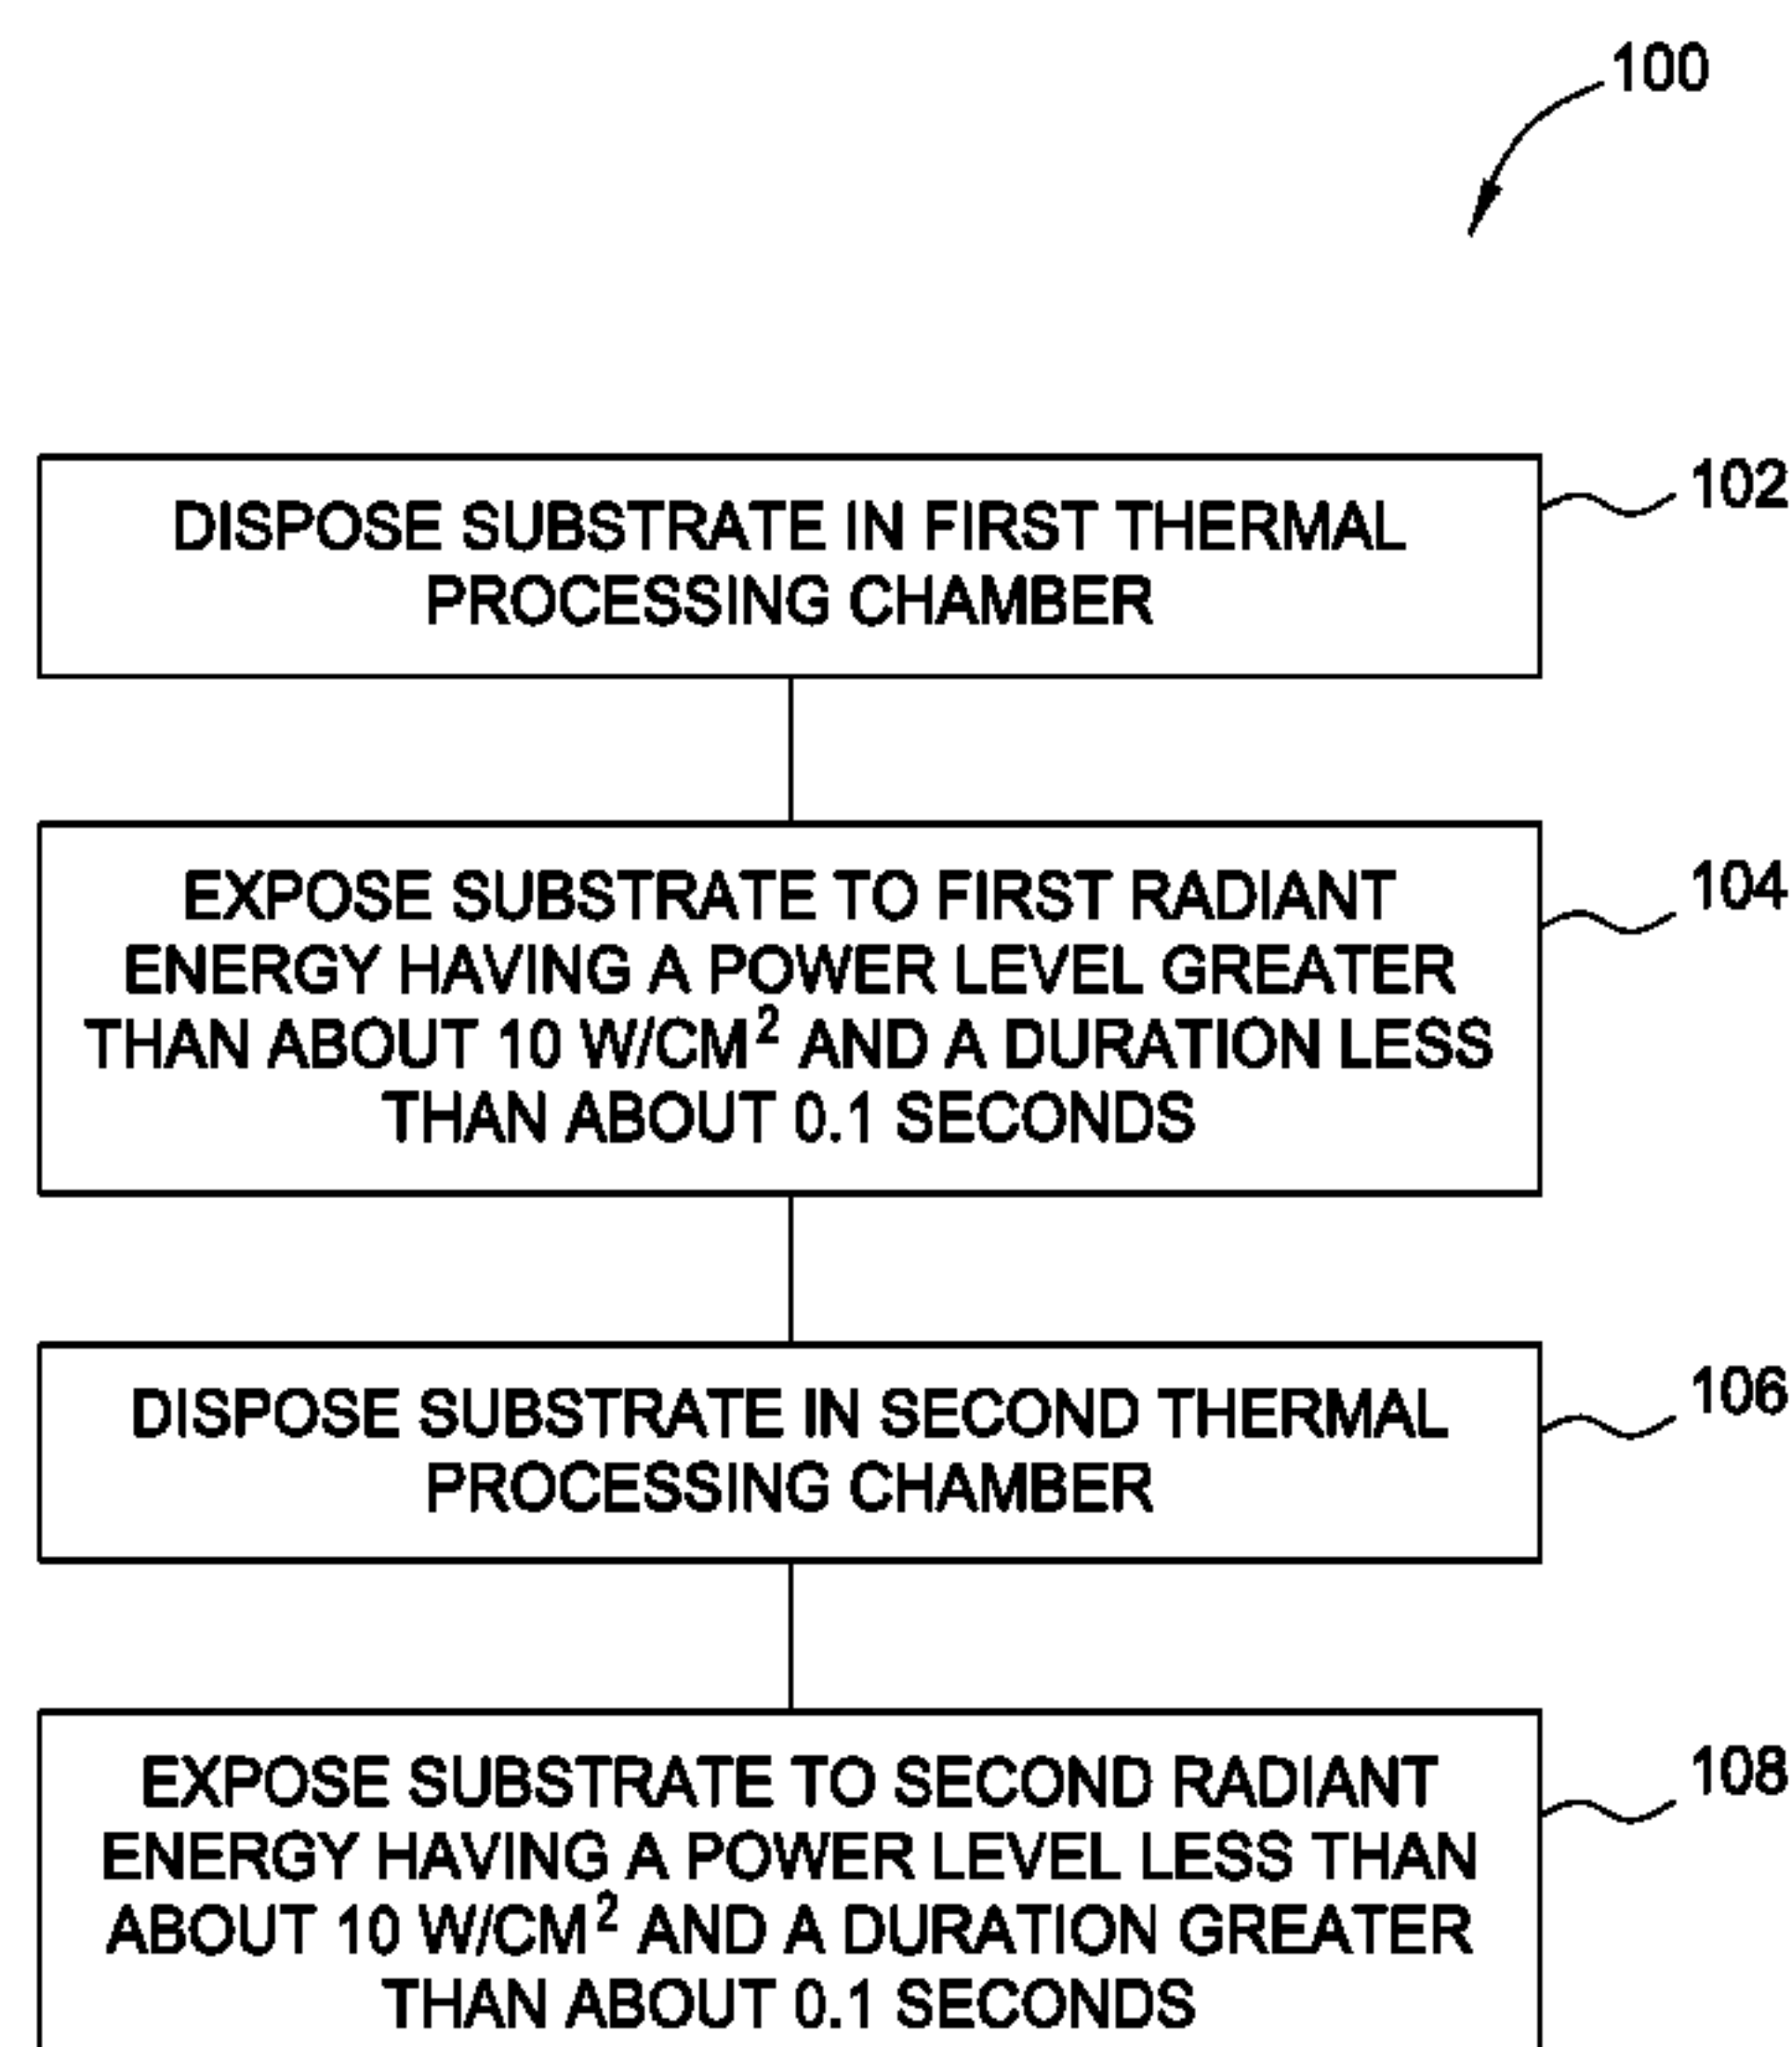 100
DISPOSE SUBSTRATE IN FIRST THERMAL
PROCESSING CHAMBER
102
EXPOSE SUBSTRATE TO FIRST RADIANT
ENERGY HAVING A POWER LEVEL GREATER
THAN ABOUT 10 W/CM² AND A DURATION LESS
THAN ABOUT 0.1 SECONDS
104
DISPOSE SUBSTRATE IN SECOND THERMAL
PROCESSING CHAMBER
106
EXPOSE SUBSTRATE TO SECOND RADIANT
ENERGY HAVING A POWER LEVEL LESS THAN
ABOUT 10 W/CM² AND A DURATION GREATER
THAN ABOUT 0.1 SECONDS
108